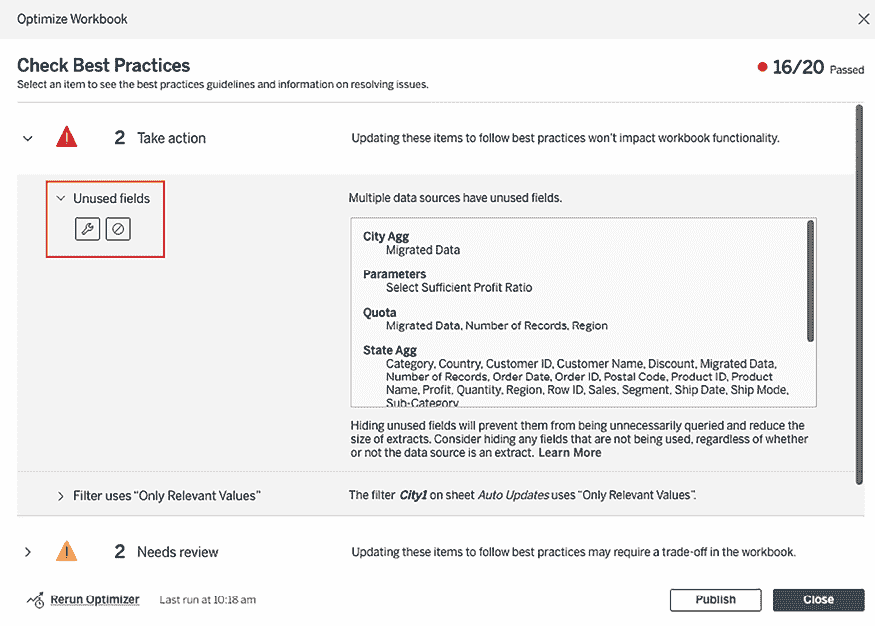 Optimize Workbook
Check Best Practices
16/20 Passed
Select an item to see the best practices guidelines and information on resolving issues.
2 Take action
Updating these items to follow best practices won't impact workbook functionality.
Unused fields
Multiple data sources have unused fields.
City Agg
Migrated Data
Parameters
Select Sufficient Profit Ratio
Quota
Migrated Data, Number of Records, Region
State Agg
Category, Country, Customer ID, Customer Name, Discount, Migrated Data,
Number of Records, Order Date, Order ID, Postal Code, Product ID, Product
Name, Profit, Quantity, Region, Row ID, Sales, Segment, Ship Date, Ship Mode,
Sub-Category
Hiding unused fields will prevent them from being unnecessarily queried and reduce the
size of extracts. Consider hiding any fields that are not being used, regardless of whether
or not the data source is an extract. Learn More
Filter uses "Only Relevant Values"
The filter City1 on sheet Auto Updates uses "Only Relevant Values".
2 Needs review
Updating these items to follow best practices may require a trade-off in the workbook.
Rerun Optimizer
Last run at 10:18 am
Publish
Close